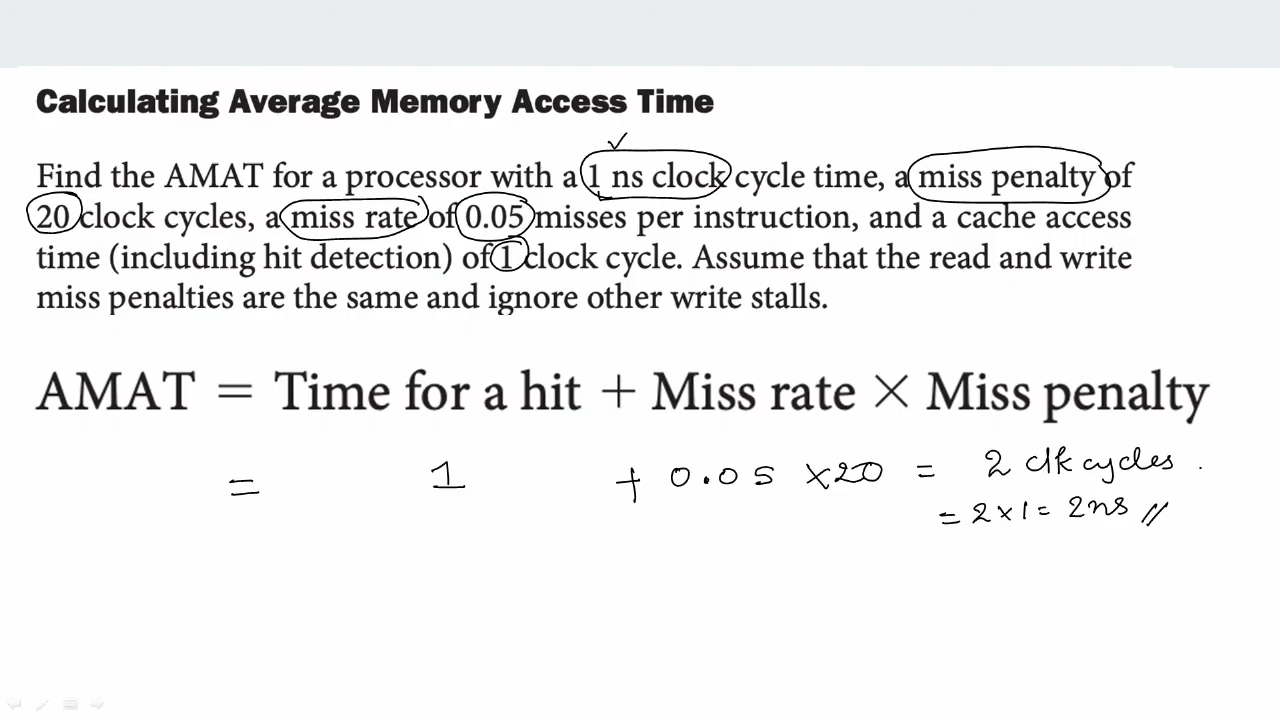 Calculating Average Memory Access Time
Find the AMAT for a processor with a 1 ns clock cycle time, a miss penalty of
20 clock cycles, a miss rate of 0.05 misses per instruction, and a cache access
time (including hit detection) of 1 clock cycle. Assume that the read and write
miss penalties are the same and ignore other write stalls.
AMAT = Time for a hit + Miss rate × Miss penalty
= 1 + 0.05 × 20 = 2 clk cycles.
= 2 × 1 = 2ns //